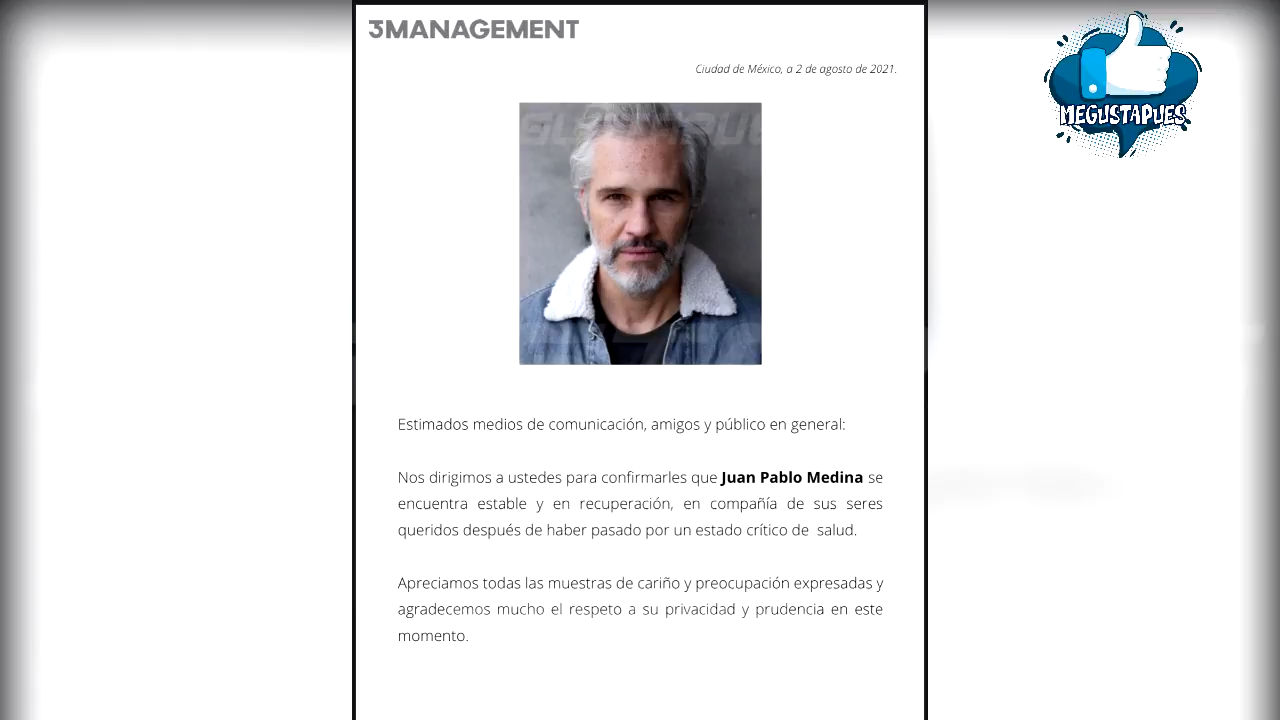 3MANAGEMENT
Ciudad de México, a 2 de agosto de 2021.
MEGUSTAPUES
Estimados medios de comunicación, amigos y público en general:
Nos dirigimos a ustedes para confirmarles que Juan Pablo Medina se
encuentra estable y en recuperación, en compañía de sus seres
queridos después de haber pasado por un estado crítico de salud.
Apreciamos todas las muestras de cariño y preocupación expresadas y
agradecemos mucho el respeto a su privacidad y prudencia en este
momento.